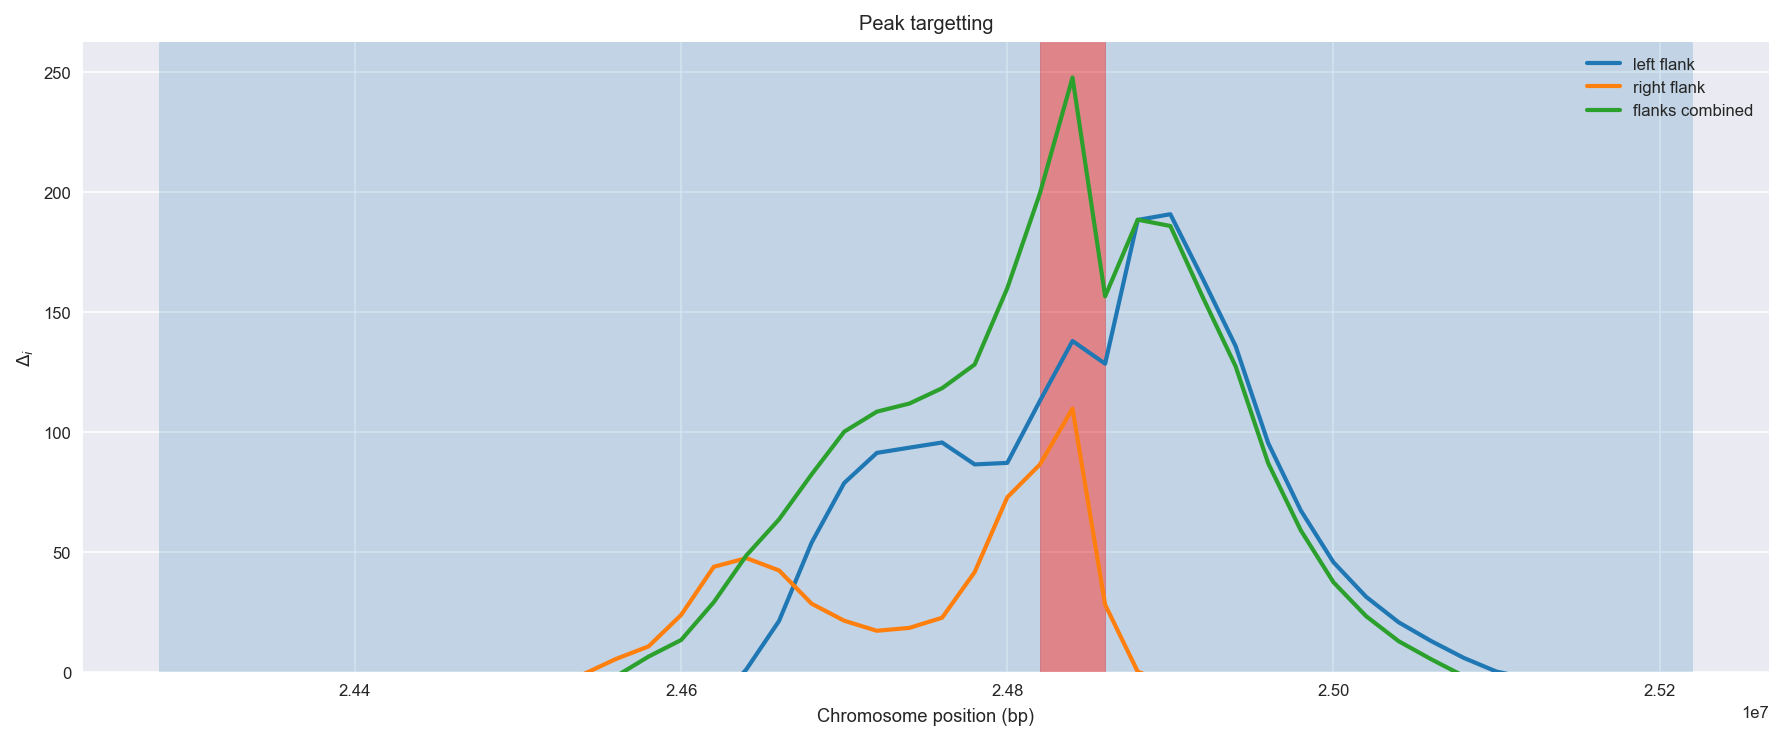 Peak targetting
250
200
150
100
50
0
Δi
left flank
right flank
flanks combined
2.44
2.46
2.48
2.50
2.52
1e7
Chromosome position (bp)